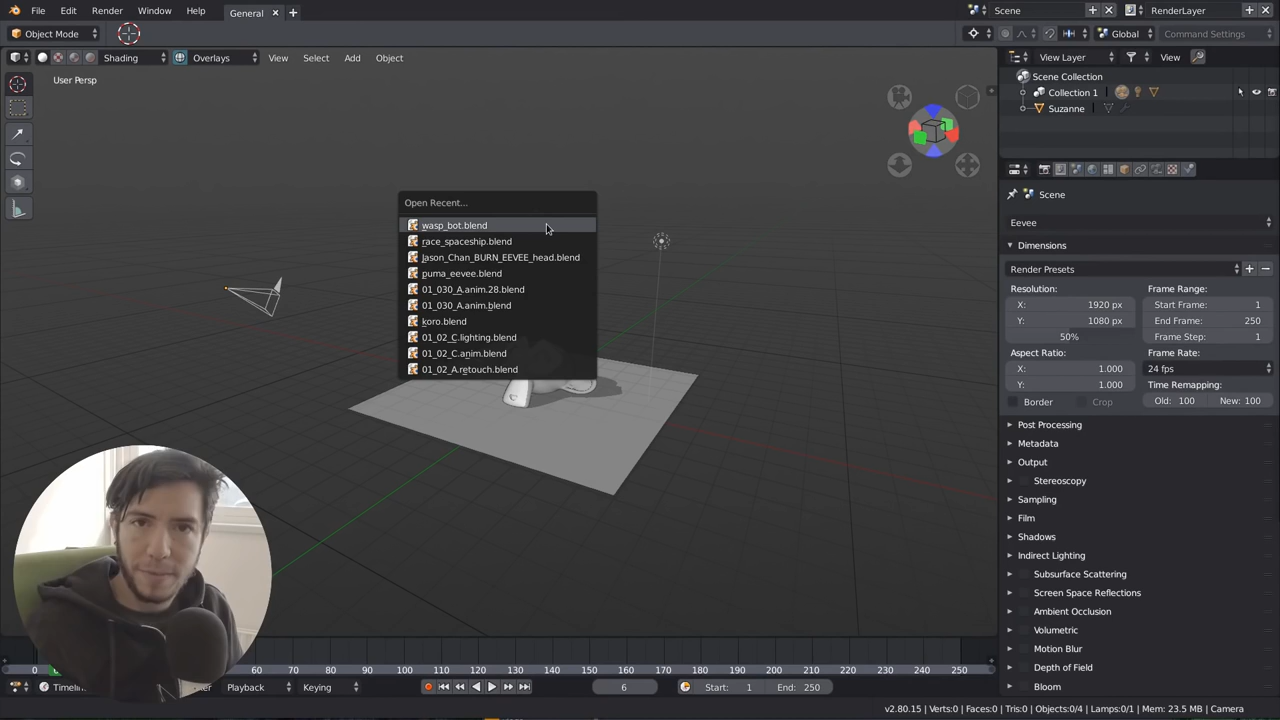 File Edit Render Window Help General Scene RenderLayer
Object Mode Global Command Settings
Shading Overlays View Select Add Object View Layer View
User Persp
Scene Collection
Collection 1
Suzanne
Scene
Open Recent...
wasp_bot.blend
race_spaceship.blend
Jason_Chan_BURN_EEVEE_head.blend
puma_eevee.blend
01_030_A.anim.28.blend
01_030_A.anim.blend
koro.blend
01_02_C.lighting.blend
01_02_C.anim.blend
01_02_A.retouch.blend
Eevee
Dimensions
Render Presets
Resolution: Frame Range:
X: 1920 px Start Frame: 1
Y: 1080 px End Frame: 250
50% Frame Step: 1
Aspect Ratio: Frame Rate:
X: 1.000 24 fps
Y: 1.000 Time Remapping:
Border Crop Old: 100 New: 100
Post Processing
Metadata
Output
Stereoscopy
Sampling
Film
Shadows
Indirect Lighting
Subsurface Scattering
Screen Space Reflections
Ambient Occlusion
Volumetric
Motion Blur
Depth of Field
Bloom
0 60 70 80 90 100 110 120 130 140 150 160 170 180 190 200 210 220 230 240 250
Playback Keying 6 Start: 1 End: 250
v2.80.15 | Verts:0 | Faces:0 | Tris:0 | Objects:0/4 | Lamps:0/1 | Mem: 23.5 MB | Camera